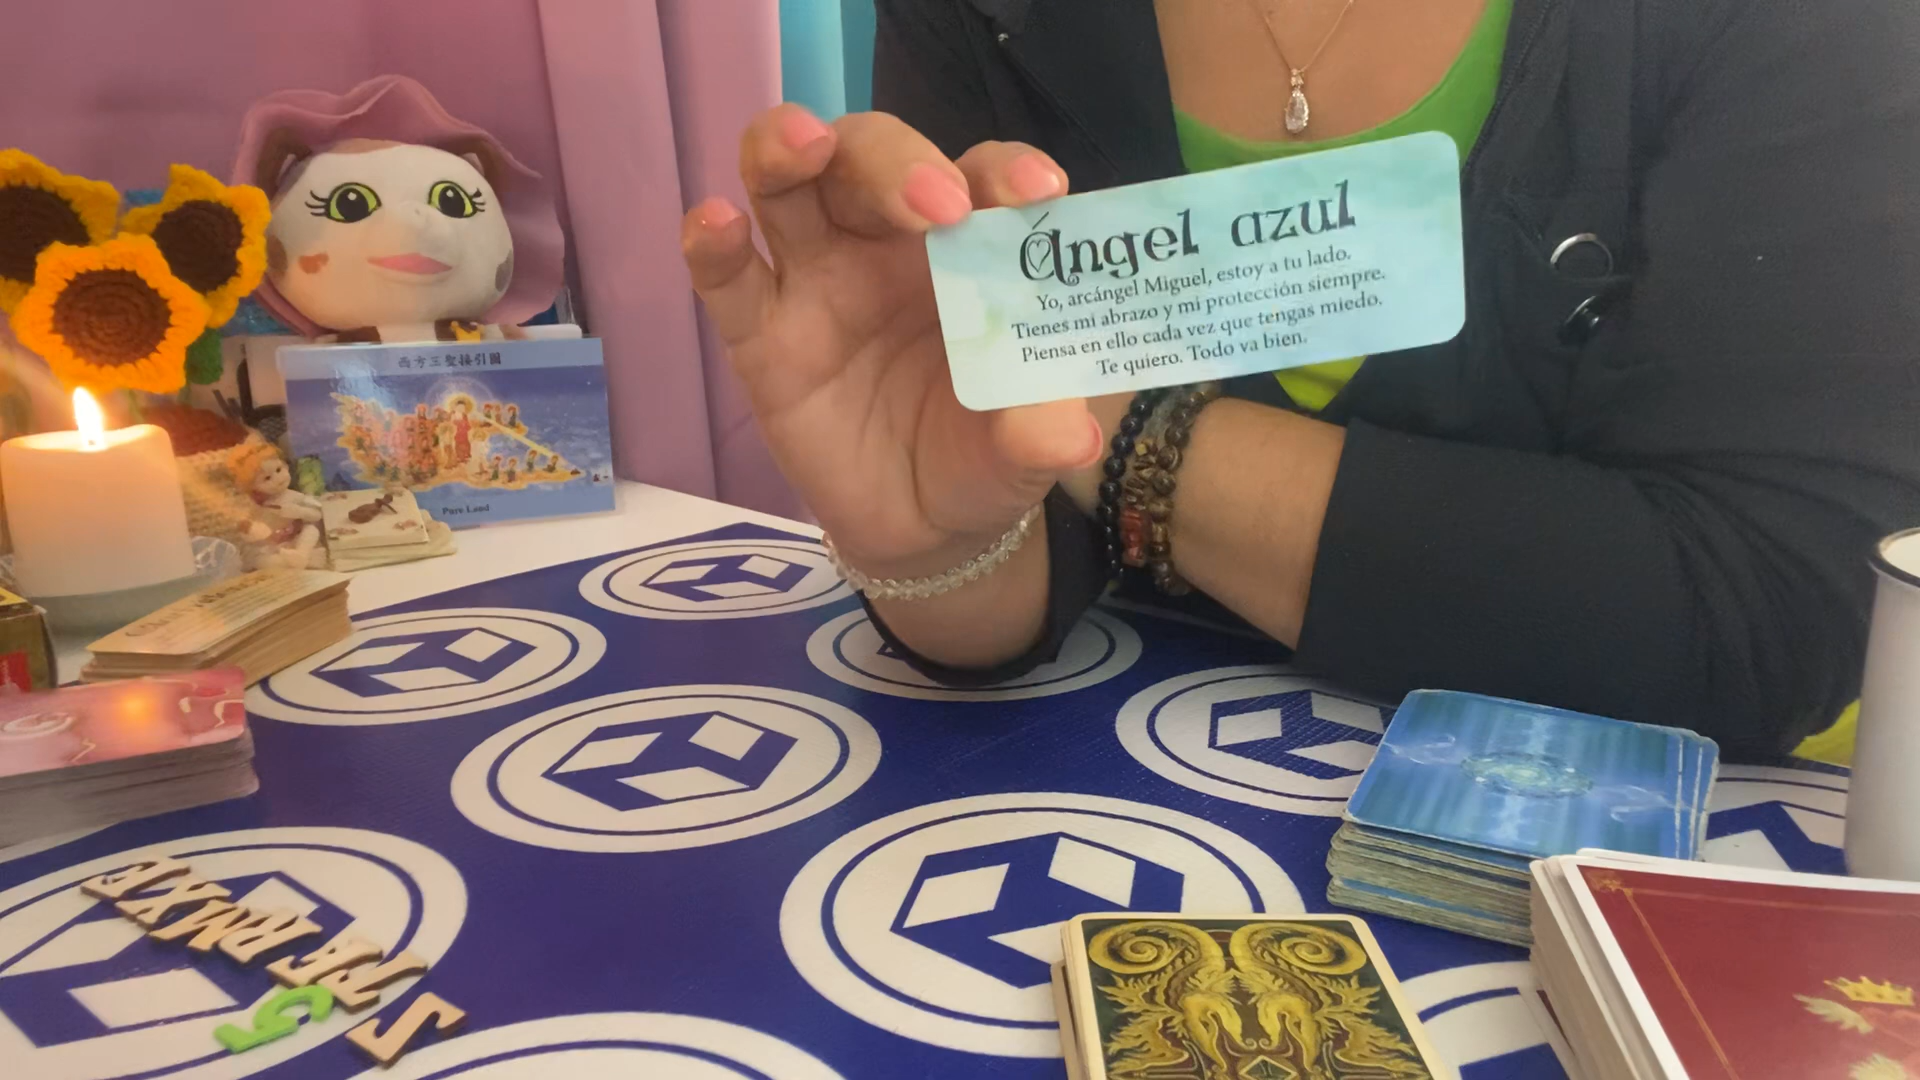 Ángel azul
Yo, arcángel Miguel, estoy a tu lado.
Tienes mi abrazo y mi protección siempre.
Piensa en ello cada vez que tengas miedo.
Te quiero. Todo va bien.
西方三聖接引圖
Pure Land